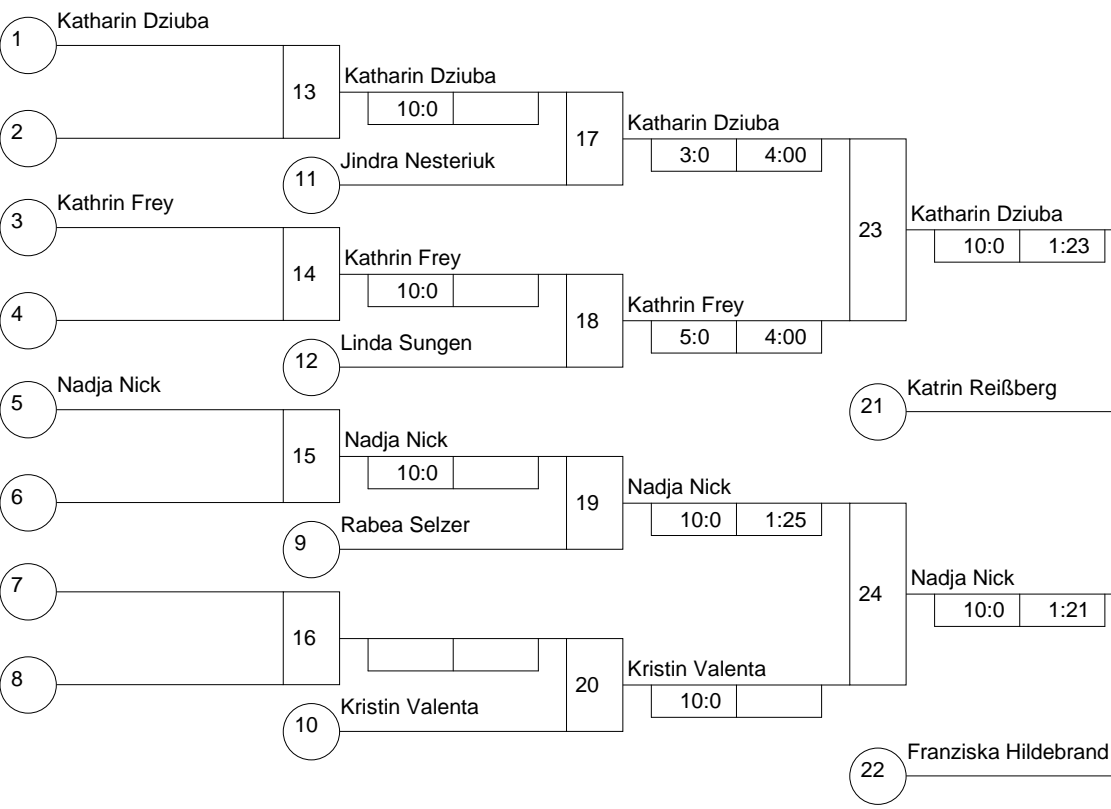 Katharin Dziuba
1
13
Katharin Dziuba
10:0
2
17
Katharin Dziuba
3:0 4:00
11
Jindra Nesteriuk
3
Kathrin Frey
23
Katharin Dziuba
10:0 1:23
14
Kathrin Frey
10:0
4
18
Kathrin Frey
5:0 4:00
12
Linda Sungen
5
Nadja Nick
21
Katrin Reißberg
15
Nadja Nick
10:0
6
19
Nadja Nick
10:0 1:25
9
Rabea Selzer
7
24
Nadja Nick
10:0 1:21
16
8
20
Kristin Valenta
10:0
10
Kristin Valenta
22
Franziska Hildebrand